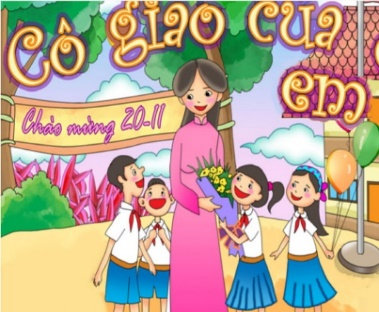 Cô giao cua
em
Chào mừng 20-11